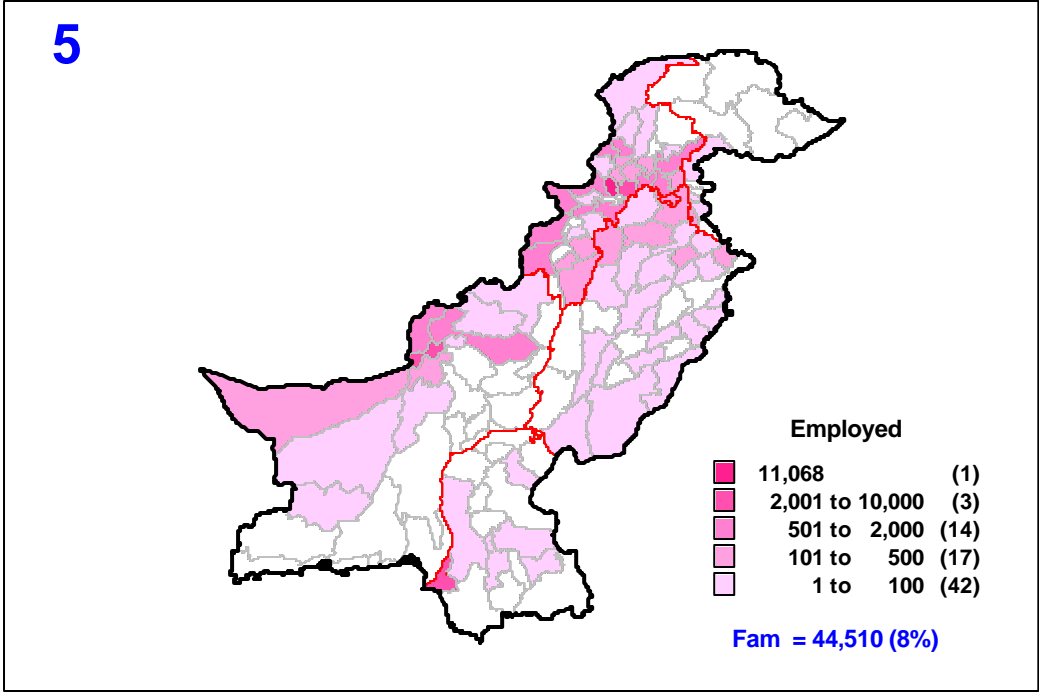 5
Employed
11,068 (1)
2,001 to 10,000 (3)
501 to 2,000 (14)
101 to 500 (17)
1 to 100 (42)
Fam = 44,510 (8%)